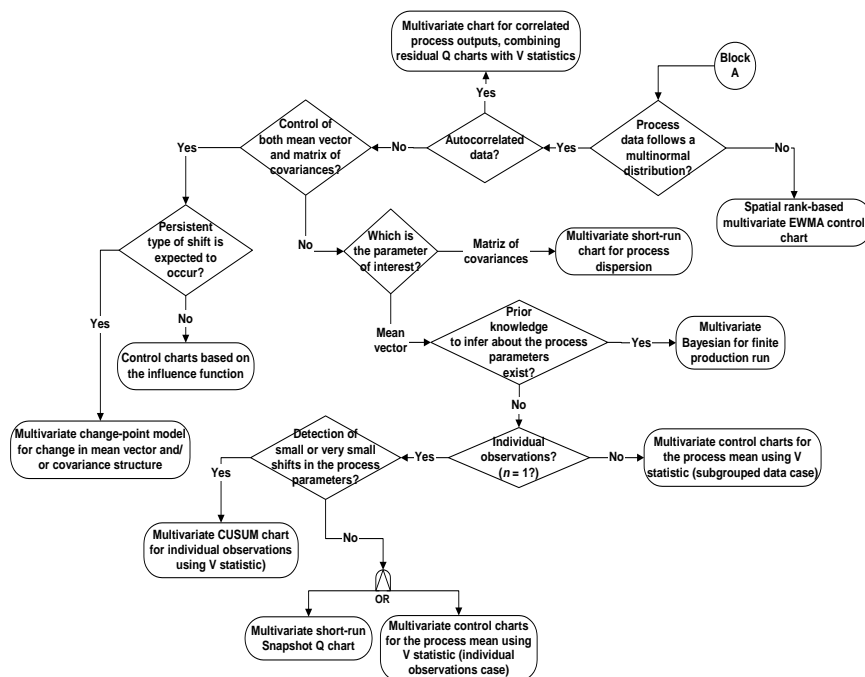 Multivariate chart for correlated
process outputs, combining
residual Q charts with V statistics
Block
A
Yes
Control of
both mean vector
and matrix of
covariances?
Process
data follows a
multinormal
distribution?
Yes
No
Autocorrelated
data?
Yes
No
Persistent
type of shift is
expected to
occur?
Spatial rank-based
multivariate EWMA control
chart
No
Which is
the parameter
of interest?
Matriz of
covariances
Multivariate short-run
chart for process
dispersion
Yes
No
Mean
vector
Prior
knowledge
to infer about the process
parameters
exist?
Yes
Multivariate
Bayesian for finite
production run
Control charts based on
the influence function
No
Multivariate change-point model
for change in mean vector and/
or covariance structure
Detection of
small or very small
shifts in the process
parameters?
Yes
Individual
observations?
(n = 1?)
No
Multivariate control charts for
the process mean using V
statistic (subgrouped data case)
Yes
Multivariate CUSUM chart
for individual observations
using V statistic)
No
OR
Multivariate short-run
Snapshot Q chart
Multivariate control charts
for the process mean using
V statistic (individual
observations case)